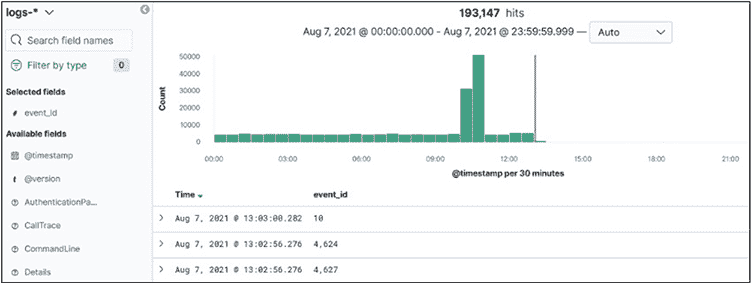 logs-*
Search field names
Filter by type 0
Selected fields
# event_id
Available fields
@timestamp
t @version
AuthenticationPa...
CallTrace
CommandLine
Details
193,147 hits
Aug 7, 2021 @ 00:00:00.000 - Aug 7, 2021 @ 23:59:59.999 — Auto
Count
50000
40000
30000
20000
10000
0
00:00 03:00 06:00 09:00 12:00 15:00 18:00 21:00
@timestamp per 30 minutes
Time event_id
Aug 7, 2021 @ 13:03:00.282 10
Aug 7, 2021 @ 13:02:56.276 4,624
Aug 7, 2021 @ 13:02:56.276 4,627